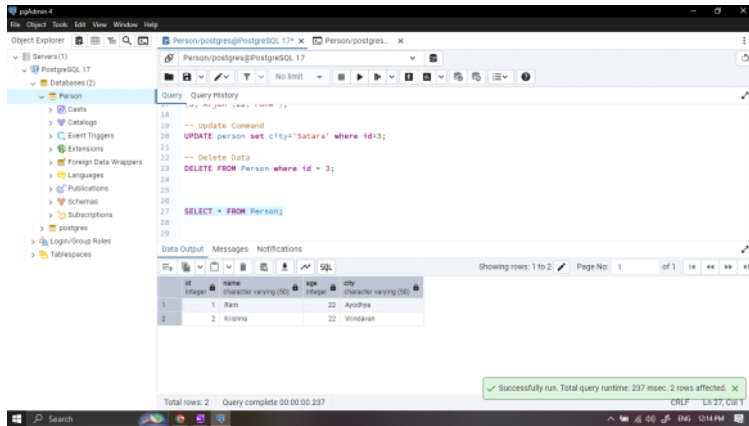 pgAdmin 4
File Object Tools Edit View Window Help
Object Explorer
Person/postgres@PostgreSQL 17* X
Person/postgres... X
Servers (1)
PostgreSQL 17
Databases (2)
Person
Casts
Catalogs
Event Triggers
Extensions
Foreign Data Wrappers
Languages
Publications
Schemas
Subscriptions
postgres
Login/Group Roles
Tablespaces
Person/postgres@PostgreSQL 17
No limit
Query Query History
18
19 -- Update Command
20 UPDATE person set city='Satara' where id=3;
21
22 -- Delete Data
23 DELETE FROM Person where id = 3;
24
25
26
27 SELECT * FROM Person;
28
29
Data Output Messages Notifications
SQL
Showing rows: 1 to 2 Page No: 1 of 1
id integer name character varying (50) age integer city character varying (50)
1 1 Ram 22 Ayodhya
2 2 Krishna 22 Vrindavan
Successfully run. Total query runtime: 237 msec. 2 rows affected. X
Total rows: 2 Query complete 00:00:00.237 CRLF Ln 27, Col 1
Search
ENG 12:14 PM